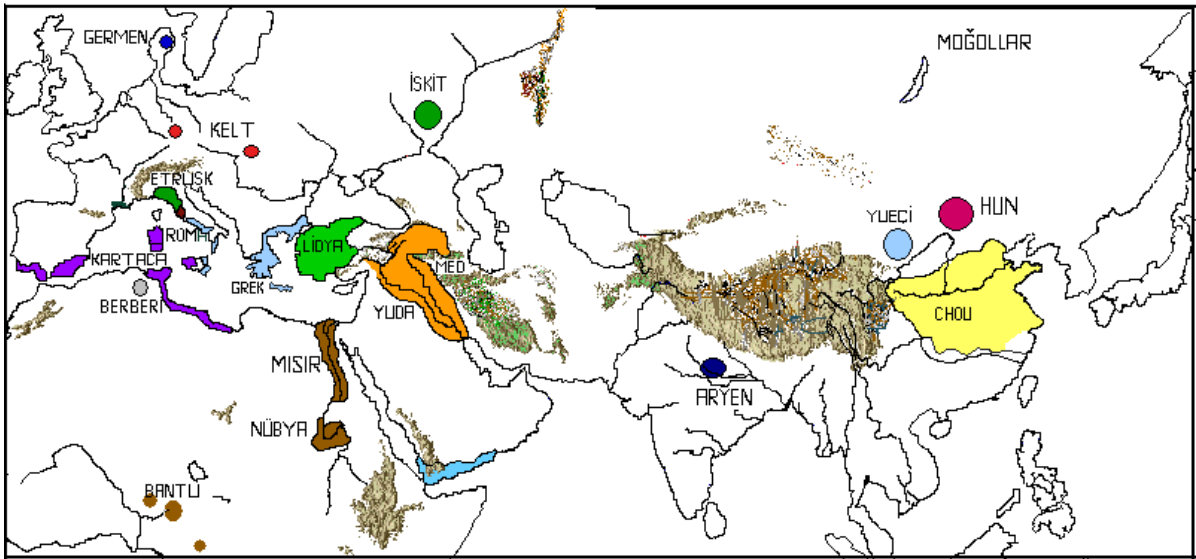 GERMEN
MOĞOLLAR
İSKİT
KELT
ETRUSK
YUEÇİ
HUN
ROMA
LİDYA
KARTACA
MED
GREK
BERBERİ
YUDA
CHOU
MISIR
ARYEN
NÜBYA
BANTU